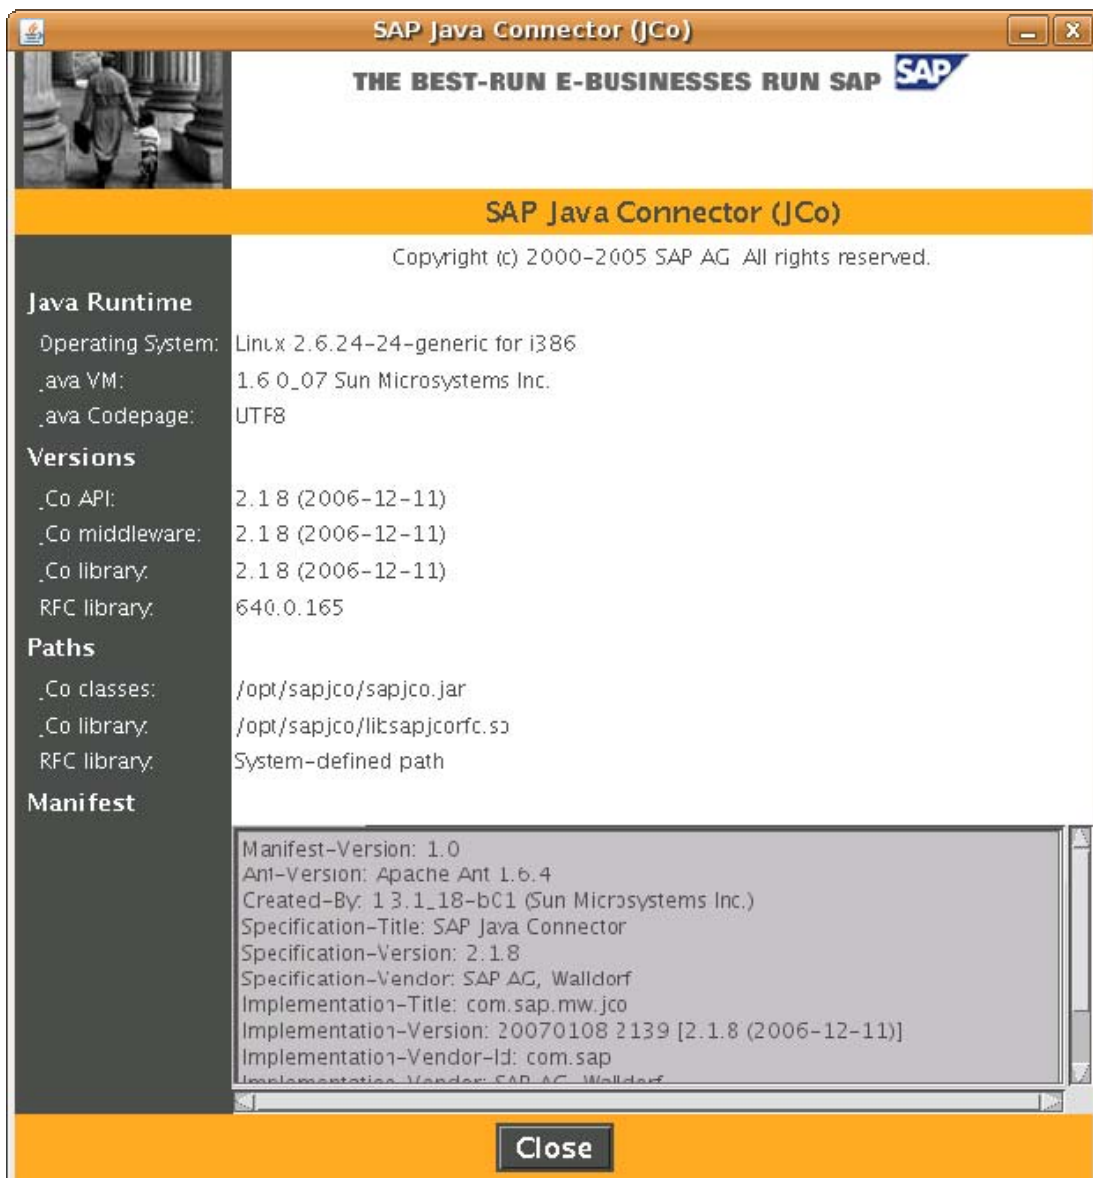 SAP Java Connector (JCo)
THE BEST-RUN E-BUSINESSES RUN SAP SAP
SAP Java Connector (JCo)
Copyright (c) 2000-2005 SAP AG. All rights reserved.
Java Runtime
Operating System: Linux 2.6.24-24-generic for i386
Java VM: 1.6.0_07 Sun Microsystems Inc.
Java Codepage: UTF8
Versions
JCo API: 2.1.8 (2006-12-11)
JCo middleware: 2.1.8 (2006-12-11)
JCo library: 2.1.8 (2006-12-11)
RFC library: 640.0.165
Paths
JCo classes: /opt/sapjco/sapjco.jar
JCo library: /opt/sapjco/libsapjcorfc.so
RFC library: System-defined path
Manifest
Manifest-Version: 1.0
Ant-Version: Apache Ant 1.6.4
Created-By: 1.3.1_18-b01 (Sun Microsystems Inc.)
Specification-Title: SAP Java Connector
Specification-Version: 2.1.8
Specification-Vendor: SAP AG, Walldorf
Implementation-Title: com.sap.mw.jco
Implementation-Version: 20070108 2139 [2.1.8 (2006-12-11)]
Implementation-Vendor-Id: com.sap
Implementation-Vendor: SAP AG, Walldorf
Close